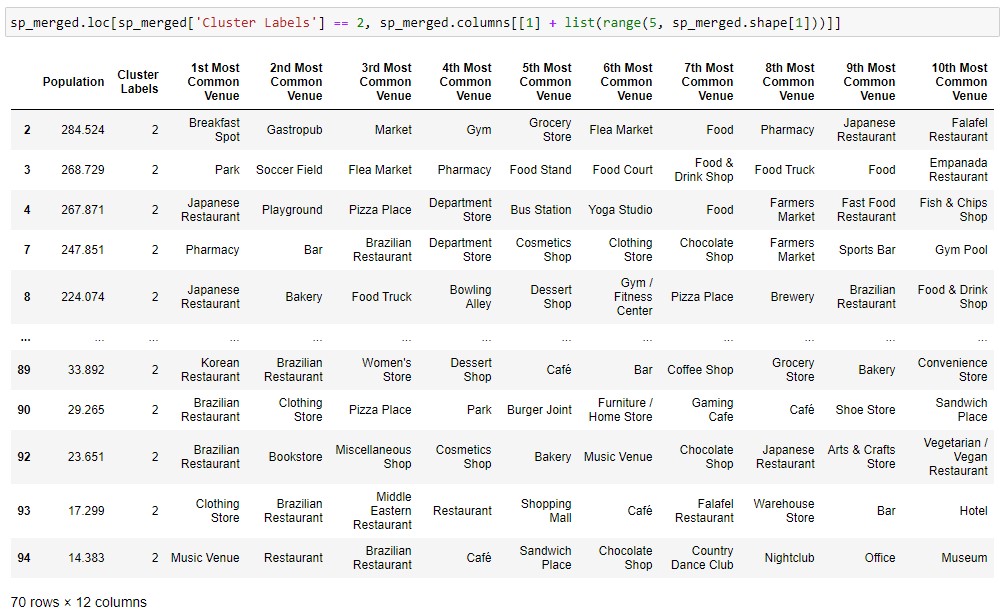 sp_merged.loc[sp_merged['Cluster Labels'] == 2, sp_merged.columns[[1] + list(range(5, sp_merged.shape[1]))]]
Population Cluster Labels 1st Most Common Venue 2nd Most Common Venue 3rd Most Common Venue 4th Most Common Venue 5th Most Common Venue 6th Most Common Venue 7th Most Common Venue 8th Most Common Venue 9th Most Common Venue 10th Most Common Venue
2 284.524 2 Breakfast Spot Gastropub Market Gym Grocery Store Flea Market Food Pharmacy Japanese Restaurant Falafel Restaurant
3 268.729 2 Park Soccer Field Flea Market Pharmacy Food Stand Food Court Food & Drink Shop Food Truck Food Empanada Restaurant
4 267.871 2 Japanese Restaurant Playground Pizza Place Department Store Bus Station Yoga Studio Food Farmers Market Fast Food Restaurant Fish & Chips Shop
7 247.851 2 Pharmacy Bar Brazilian Restaurant Department Store Cosmetics Shop Clothing Store Chocolate Shop Farmers Market Sports Bar Gym Pool
8 224.074 2 Japanese Restaurant Bakery Food Truck Bowling Alley Dessert Shop Gym / Fitness Center Pizza Place Brewery Brazilian Restaurant Food & Drink Shop
... ... ... ... ... ... ... ... ... ... ... ... ...
89 33.892 2 Korean Restaurant Brazilian Restaurant Women's Store Dessert Shop Café Bar Coffee Shop Grocery Store Bakery Convenience Store
90 29.265 2 Brazilian Restaurant Clothing Store Pizza Place Park Burger Joint Furniture / Home Store Gaming Cafe Café Shoe Store Sandwich Place
92 23.651 2 Brazilian Restaurant Bookstore Miscellaneous Shop Cosmetics Shop Bakery Music Venue Chocolate Shop Japanese Restaurant Arts & Crafts Store Vegetarian / Vegan Restaurant
93 17.299 2 Clothing Store Brazilian Restaurant Middle Eastern Restaurant Restaurant Shopping Mall Café Falafel Restaurant Warehouse Store Bar Hotel
94 14.383 2 Music Venue Restaurant Brazilian Restaurant Café Sandwich Place Chocolate Shop Country Dance Club Nightclub Office Museum
70 rows × 12 columns